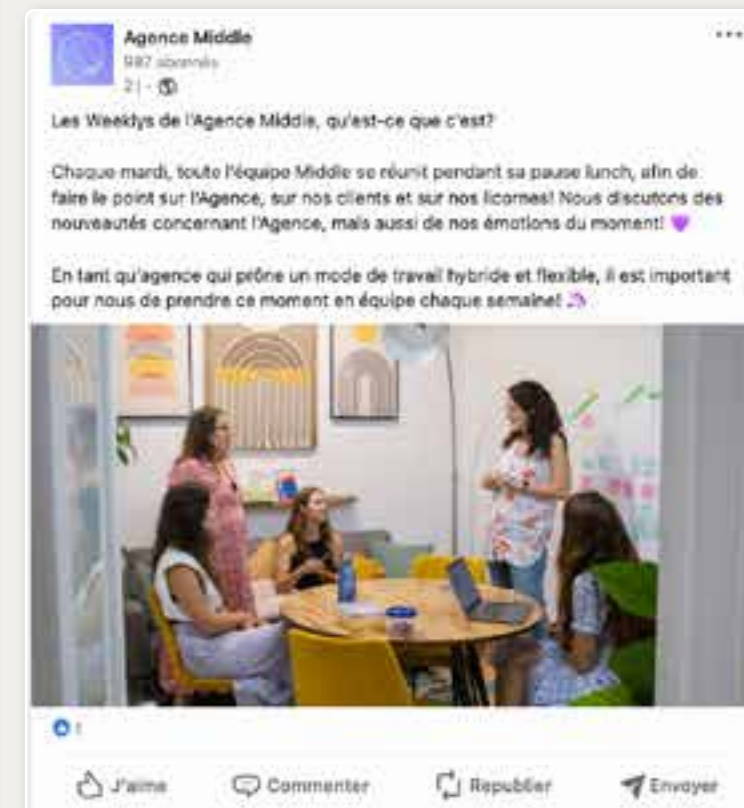 Agence Middle
987 abonnés
2 j •
Les Weeklys de l'Agence Middle, qu'est-ce que c'est?
Chaque mardi, toute l'équipe Middle se réunit pendant sa pause lunch, afin de
faire le point sur l'Agence, sur nos clients et sur nos licornes! Nous discutons des
nouveautés concernant l'Agence, mais aussi de nos émotions du moment! 💜
En tant qu'agence qui prône un mode de travail hybride et flexible, il est important
pour nous de prendre ce moment en équipe chaque semaine! 🦄
1
J'aime Commenter Republier Envoyer